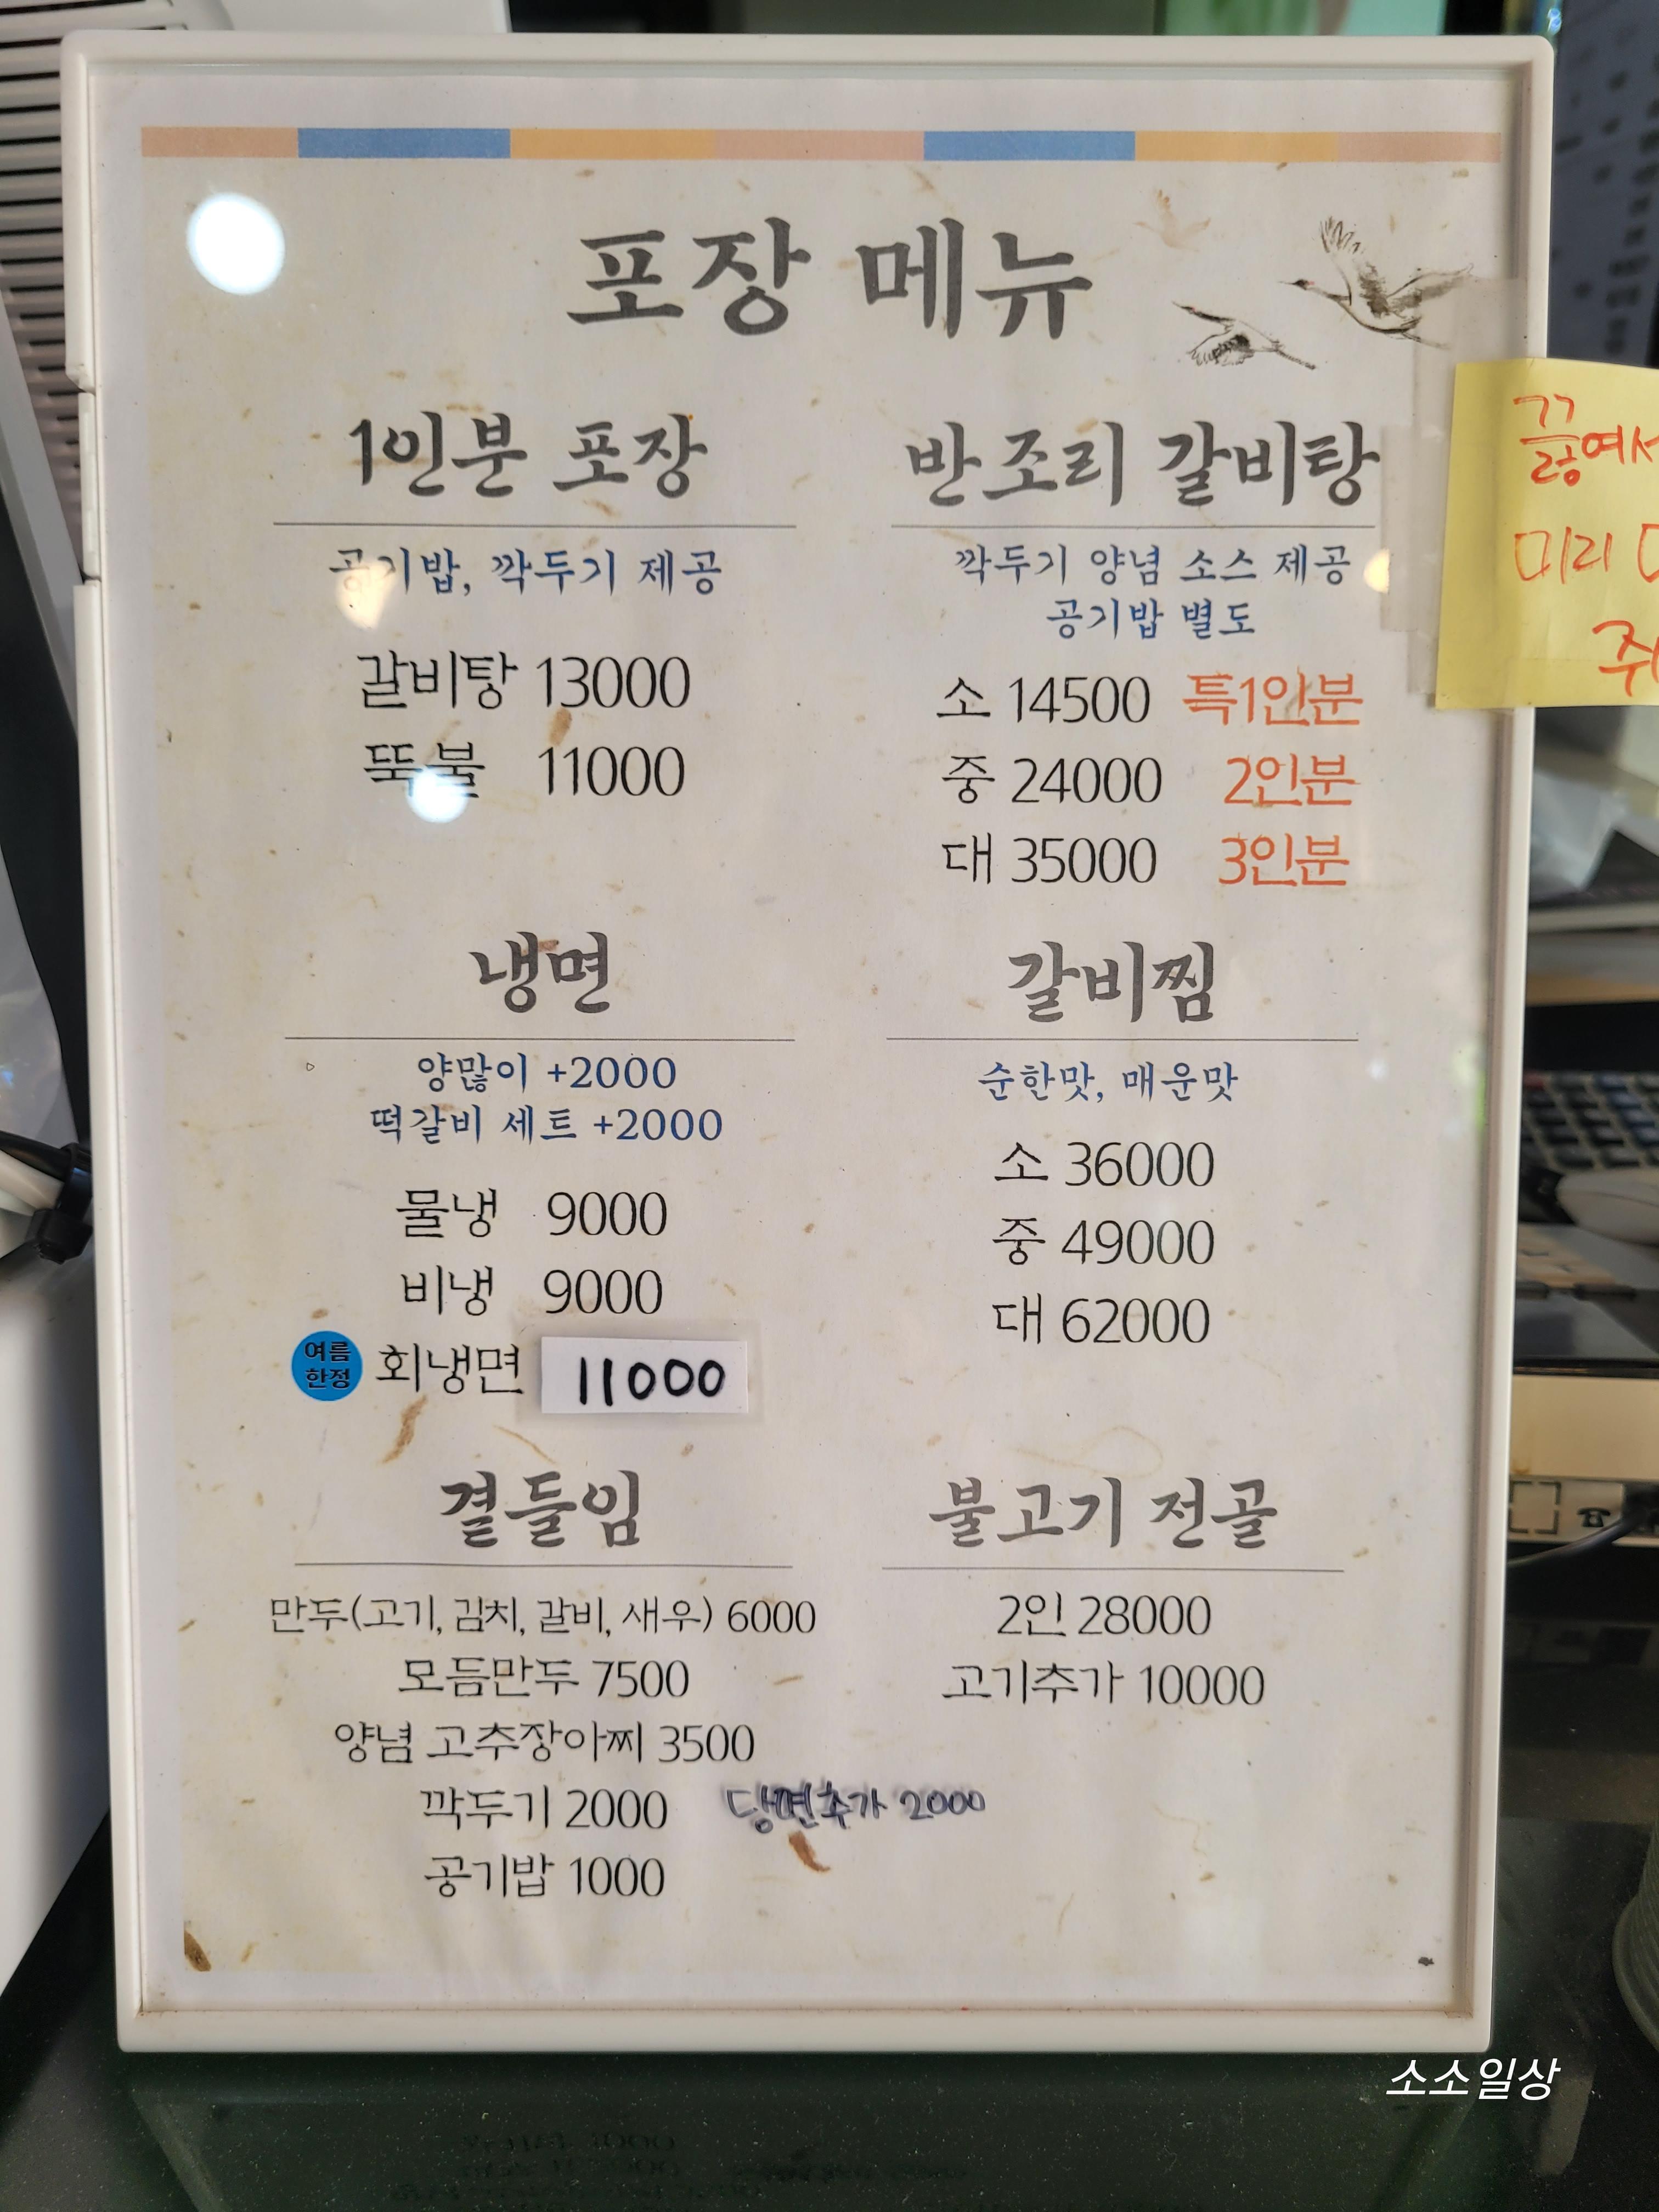 포장 메뉴
1인분 포장
공기밥, 깍두기 제공
갈비탕 13000
뚝불 11000
반조리 갈비탕
깍두기 양념 소스 제공
공기밥 별도
소 14500 특1인분
중 24000 2인분
대 35000 3인분
끓여서
미리
주
냉면
양많이 +2000
떡갈비 세트 +2000
물냉 9000
비냉 9000
여름
한정
회냉면 11000
갈비찜
순한맛, 매운맛
소 36000
중 49000
대 62000
곁들임
만두(고기, 김치, 갈비, 새우) 6000
모듬만두 7500
양념 고추장아찌 3500
깍두기 2000
당면추가 2000
공기밥 1000
불고기 전골
2인 28000
고기추가 10000
소소일상